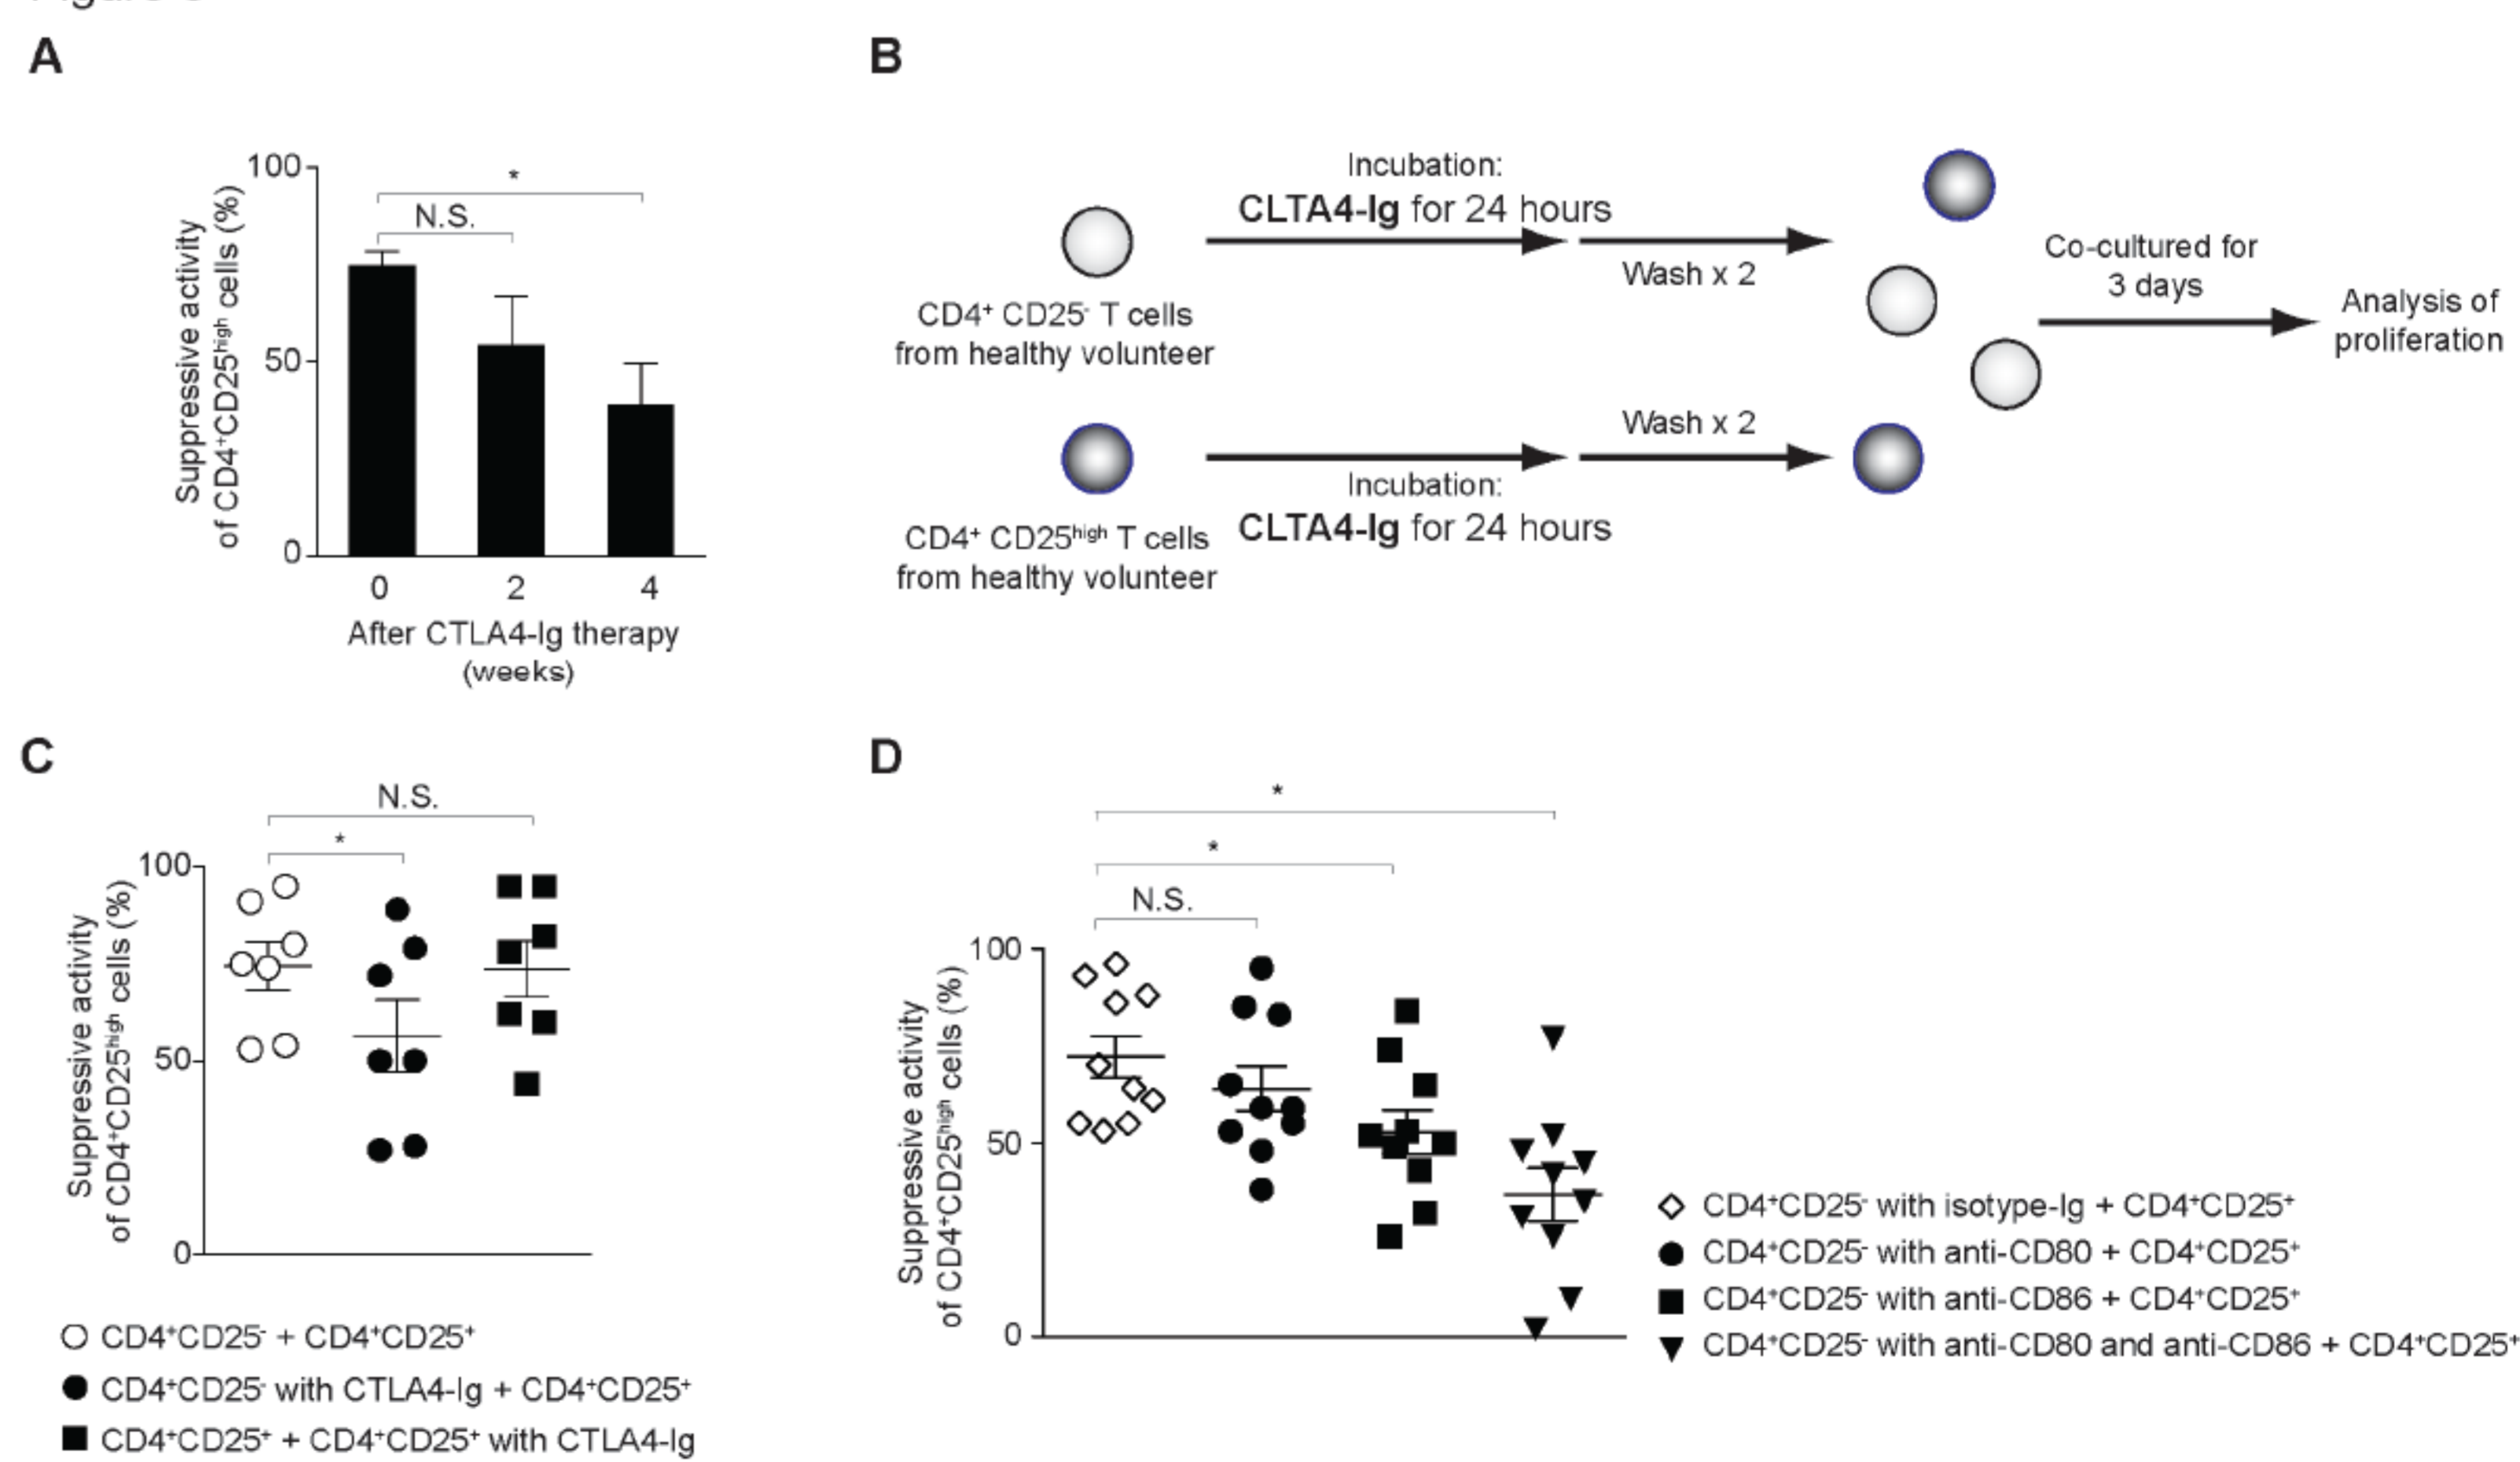 A
100
50
0
Suppressive activity
of CD4⁺CD25ʰⁱᵍʰ cells (%)
*
N.S.
0 2 4
After CTLA4-Ig therapy
(weeks)
B
Incubation:
CLTA4-Ig for 24 hours
Wash x 2
CD4⁺ CD25⁻ T cells
from healthy volunteer
Wash x 2
Incubation:
CLTA4-Ig for 24 hours
CD4⁺ CD25ʰⁱᵍʰ T cells
from healthy volunteer
Co-cultured for
3 days
Analysis of
proliferation
C
N.S.
*
100
50
0
Suppressive activity
of CD4⁺CD25ʰⁱᵍʰ cells (%)
CD4⁺CD25⁻ + CD4⁺CD25⁺
CD4⁺CD25⁻ with CTLA4-Ig + CD4⁺CD25⁺
CD4⁺CD25⁺ + CD4⁺CD25⁺ with CTLA4-Ig
D
*
*
N.S.
100
50
0
Suppressive activity
of CD4⁺CD25ʰⁱᵍʰ cells (%)
CD4⁺CD25⁻ with isotype-Ig + CD4⁺CD25⁺
CD4⁺CD25⁻ with anti-CD80 + CD4⁺CD25⁺
CD4⁺CD25⁻ with anti-CD86 + CD4⁺CD25⁺
CD4⁺CD25⁻ with anti-CD80 and anti-CD86 + CD4⁺CD25⁺